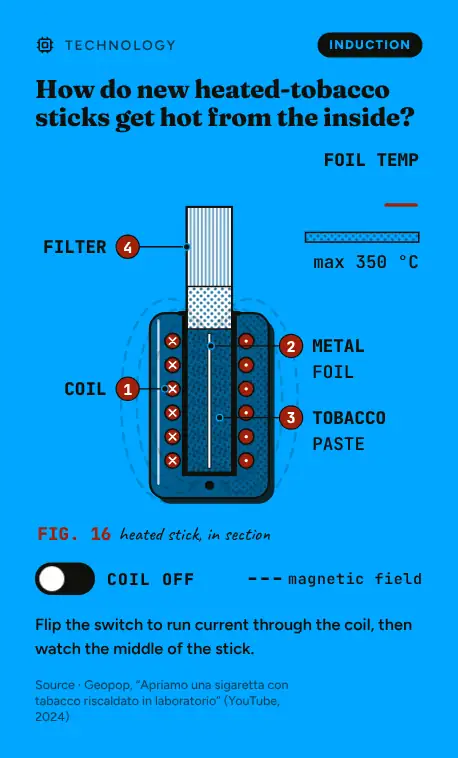 TECHNOLOGY
INDUCTION
How do new heated-tobacco
sticks get hot from the inside?
FOIL TEMP
max 350 °C
FILTER 4
2 METAL
FOIL
COIL 1
3 TOBACCO
PASTE
FIG. 16 heated stick, in section
COIL OFF
magnetic field
Flip the switch to run current through the coil, then
watch the middle of the stick.
Source · Geopop, “Apriamo una sigaretta con
tabacco riscaldato in laboratorio” (YouTube,
2024)